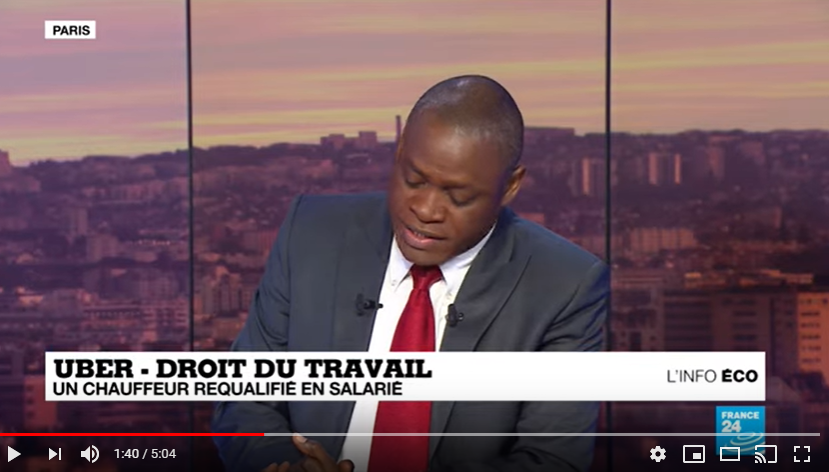 PARIS
UBER - DROIT DU TRAVAIL
UN CHAUFFEUR REQUALIFIÉ EN SALARIÉ
L'INFO ÉCO
FRANCE
24
1:40 / 5:04